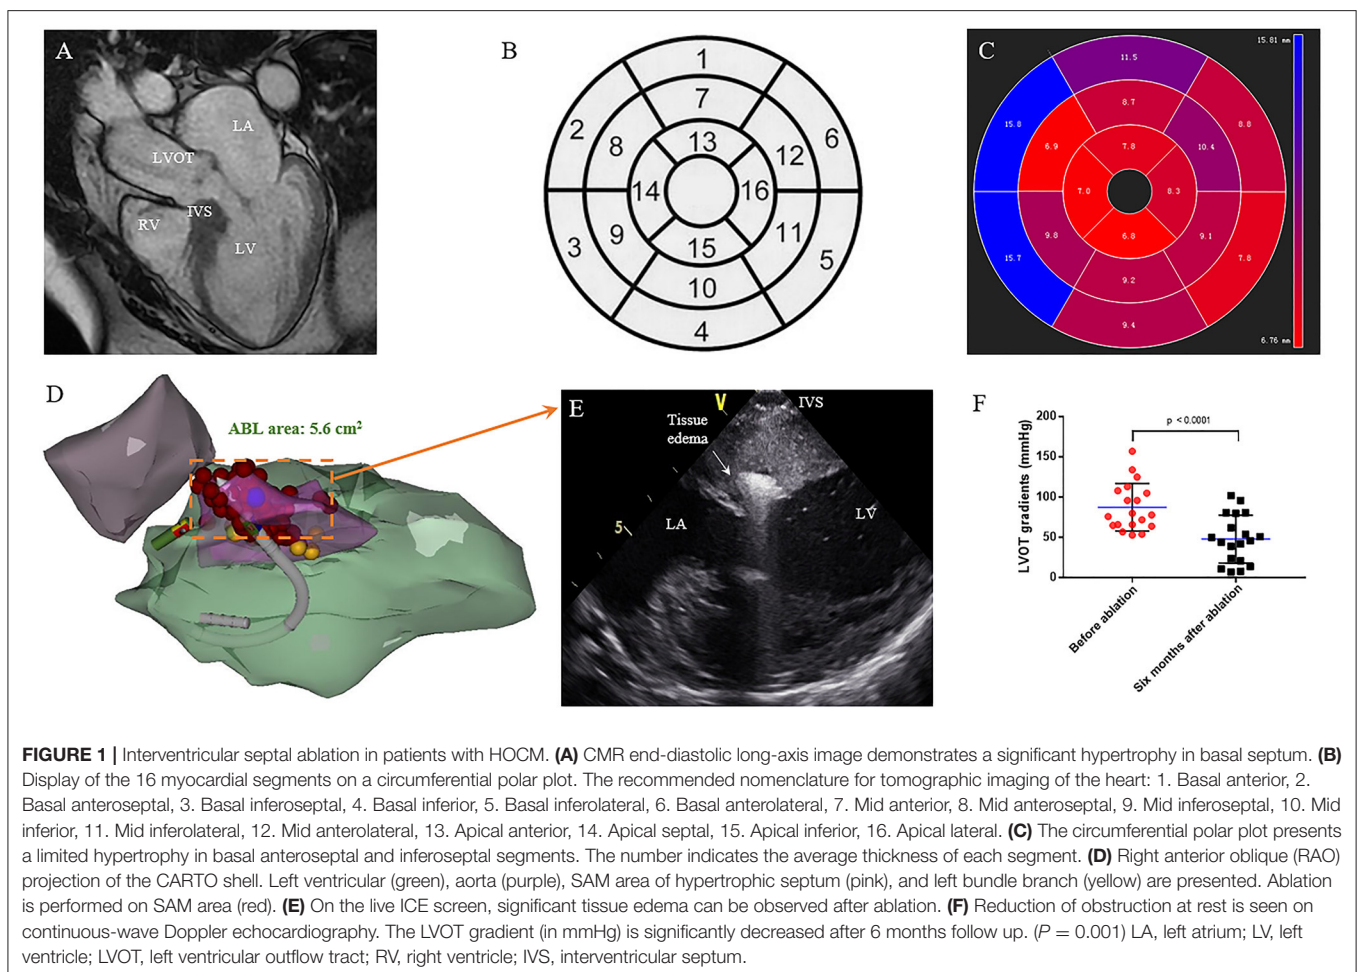 A
LA
LVOT
IVS
RV
LV
B
1
7
2
6
8
13
12
14
16
3
9
15
11
5
10
4
C
15.81 mm
11.5
8.7
15.8
8.8
6.9
10.4
7.8
7.0
8.3
9.8
6.8
9.1
15.7
7.8
9.2
9.4
6.76 mm
D
ABL area: 5.6 cm²
E
V
IVS
Tissue
edema
LA
LV
5
F
p <0.0001
LVOT gradients (mmHg)
200
150
100
50
0
Before ablation
Six months after ablation
FIGURE 1 | Interventricular septal ablation in patients with HOCM. (A) CMR end-diastolic long-axis image demonstrates a significant hypertrophy in basal septum. (B)
Display of the 16 myocardial segments on a circumferential polar plot. The recommended nomenclature for tomographic imaging of the heart: 1. Basal anterior, 2.
Basal anteroseptal, 3. Basal inferoseptal, 4. Basal inferior, 5. Basal inferolateral, 6. Basal anterolateral, 7. Mid anterior, 8. Mid anteroseptal, 9. Mid inferoseptal, 10. Mid
inferior, 11. Mid inferolateral, 12. Mid anterolateral, 13. Apical anterior, 14. Apical septal, 15. Apical inferior, 16. Apical lateral. (C) The circumferential polar plot presents
a limited hypertrophy in basal anteroseptal and inferoseptal segments. The number indicates the average thickness of each segment. (D) Right anterior oblique (RAO)
projection of the CARTO shell. Left ventricular (green), aorta (purple), SAM area of hypertrophic septum (pink), and left bundle branch (yellow) are presented. Ablation
is performed on SAM area (red). (E) On the live ICE screen, significant tissue edema can be observed after ablation. (F) Reduction of obstruction at rest is seen on
continuous-wave Doppler echocardiography. The LVOT gradient (in mmHg) is significantly decreased after 6 months follow up. (P = 0.001) LA, left atrium; LV, left
ventricle; LVOT, left ventricular outflow tract; RV, right ventricle; IVS, interventricular septum.